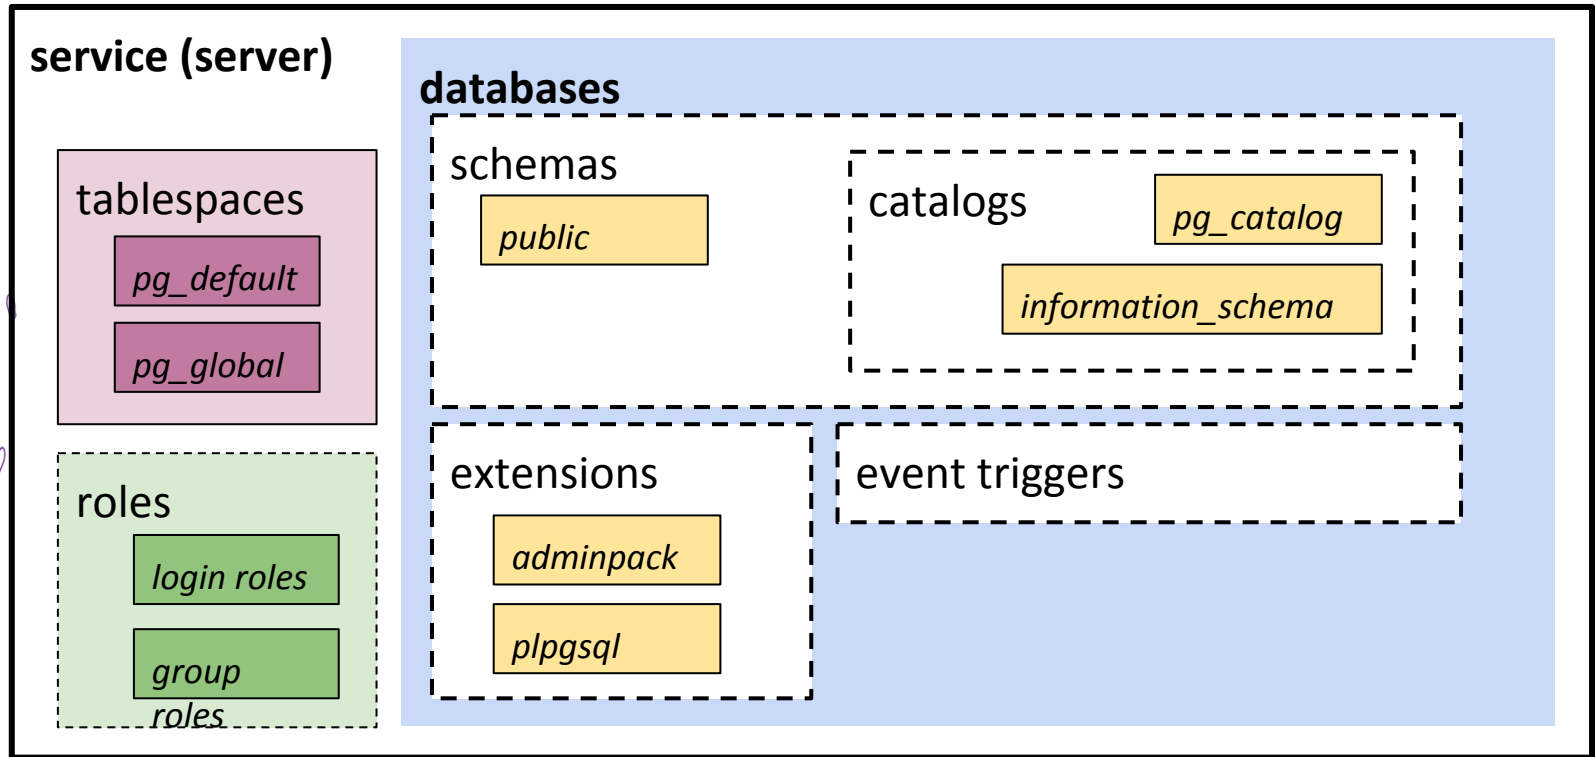 service (server)
tablespaces
pg_default
pg_global
roles
login roles
group
roles
databases
schemas
public
catalogs
pg_catalog
information_schema
extensions
adminpack
plpgsql
event triggers